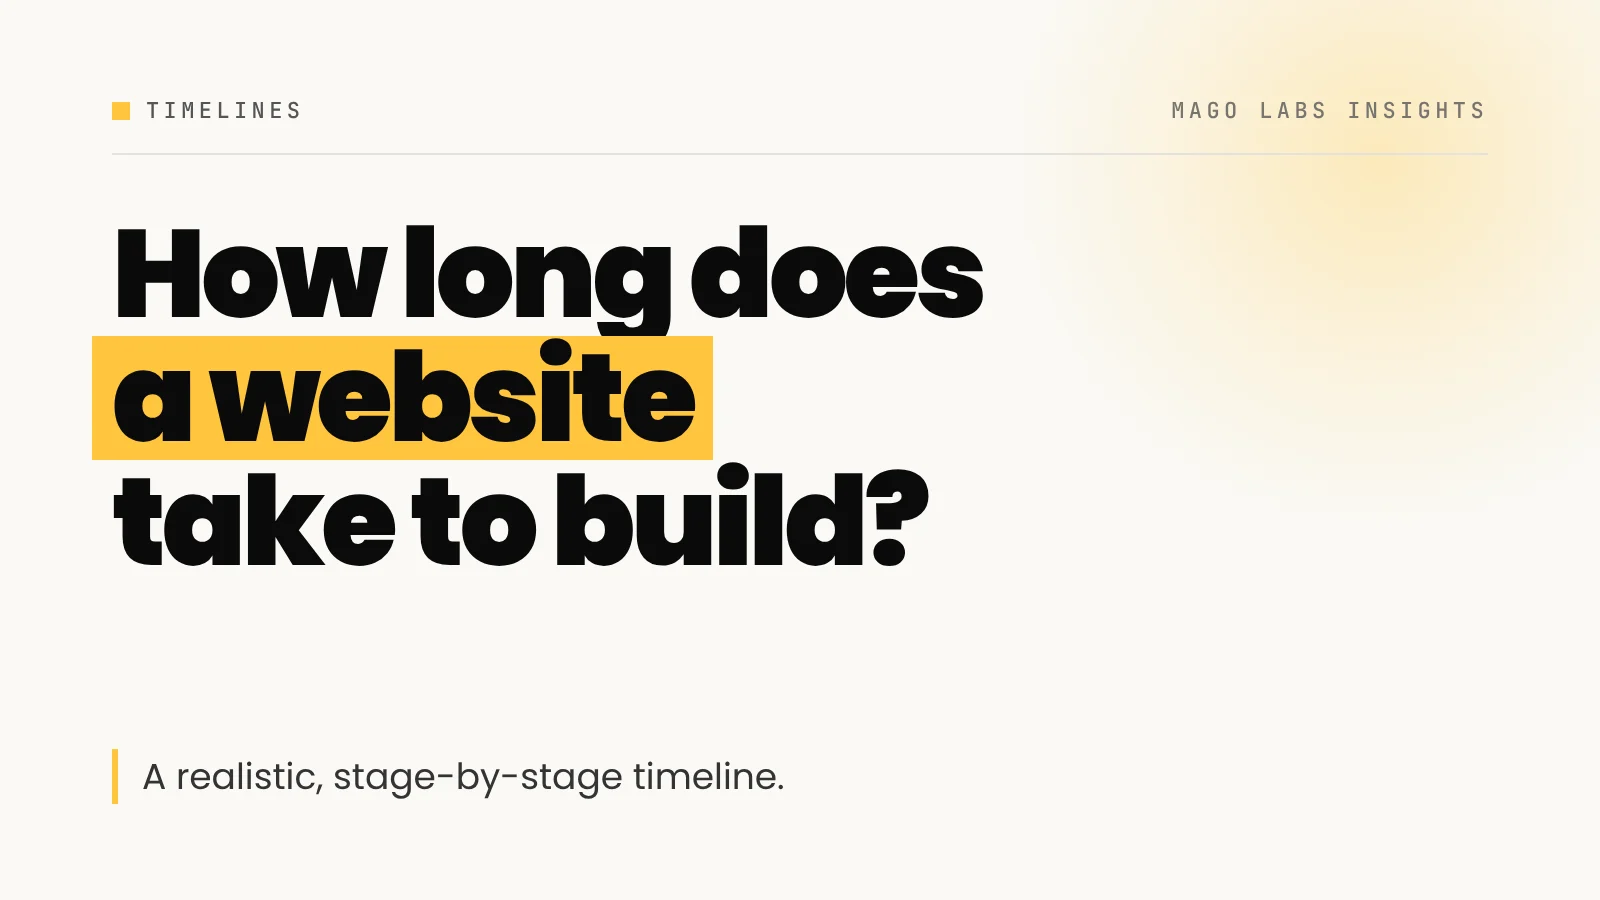 TIMELINES
MAGO LABS INSIGHTS
How long does
a website
take to build?
A realistic, stage-by-stage timeline.